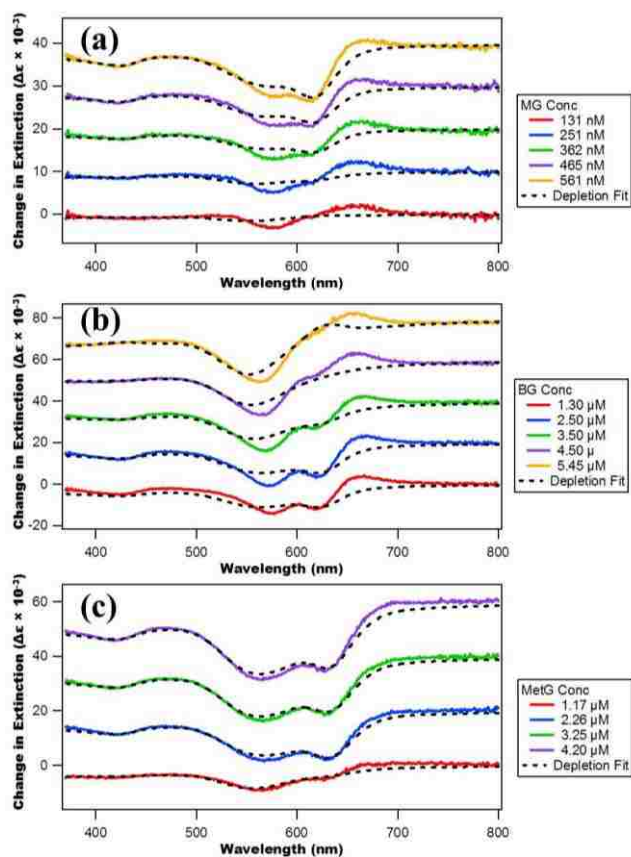 (a)
Change in Extinction (Δε × 10⁻³)
40
30
20
10
0
400
500
600
700
800
Wavelength (nm)
MG Conc
131 nM
251 nM
362 nM
465 nM
561 nM
Depletion Fit
(b)
Change in Extinction (Δε × 10⁻³)
80
60
40
20
0
-20
400
500
600
700
800
Wavelength (nm)
BG Conc
1.30 μM
2.50 μM
3.50 μM
4.50 μ
5.45 μM
Depletion Fit
(c)
Change in Extinction (Δε × 10⁻³)
60
40
20
0
400
500
600
700
800
Wavelength (nm)
MetG Conc
1.17 μM
2.26 μM
3.25 μM
4.20 μM
Depletion Fit